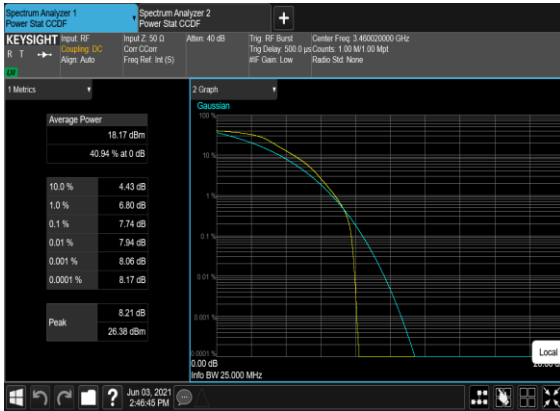 Spectrum Analyzer 1
Power Stat CCDF
Spectrum Analyzer 2
Power Stat CCDF
KEYSIGHT
R T
LXI
Input: RF
Coupling: DC
Align: Auto
Input Z: 50 Ω
Corr CCorr
Freq Ref: Int (S)
Atten: 40 dB
Trig: RF Burst
Trig Delay: 500.0 µs
#IF Gain: Low
Center Freq: 3.460020000 GHz
Counts: 1.00 M/1.00 Mpt
Radio Std: None
1 Metrics
Average Power
18.17 dBm
40.94 % at 0 dB
10.0 % 4.43 dB
1.0 % 6.80 dB
0.1 % 7.74 dB
0.01 % 7.94 dB
0.001 % 8.06 dB
0.0001 % 8.17 dB
Peak
8.21 dB
26.38 dBm
2 Graph
Gaussian
100 %
10 %
1 %
0.1 %
0.01 %
0.001 %
0.0001 %
0.00 dB
Info BW 25.000 MHz
Local
Jun 03, 2021
2:46:45 PM